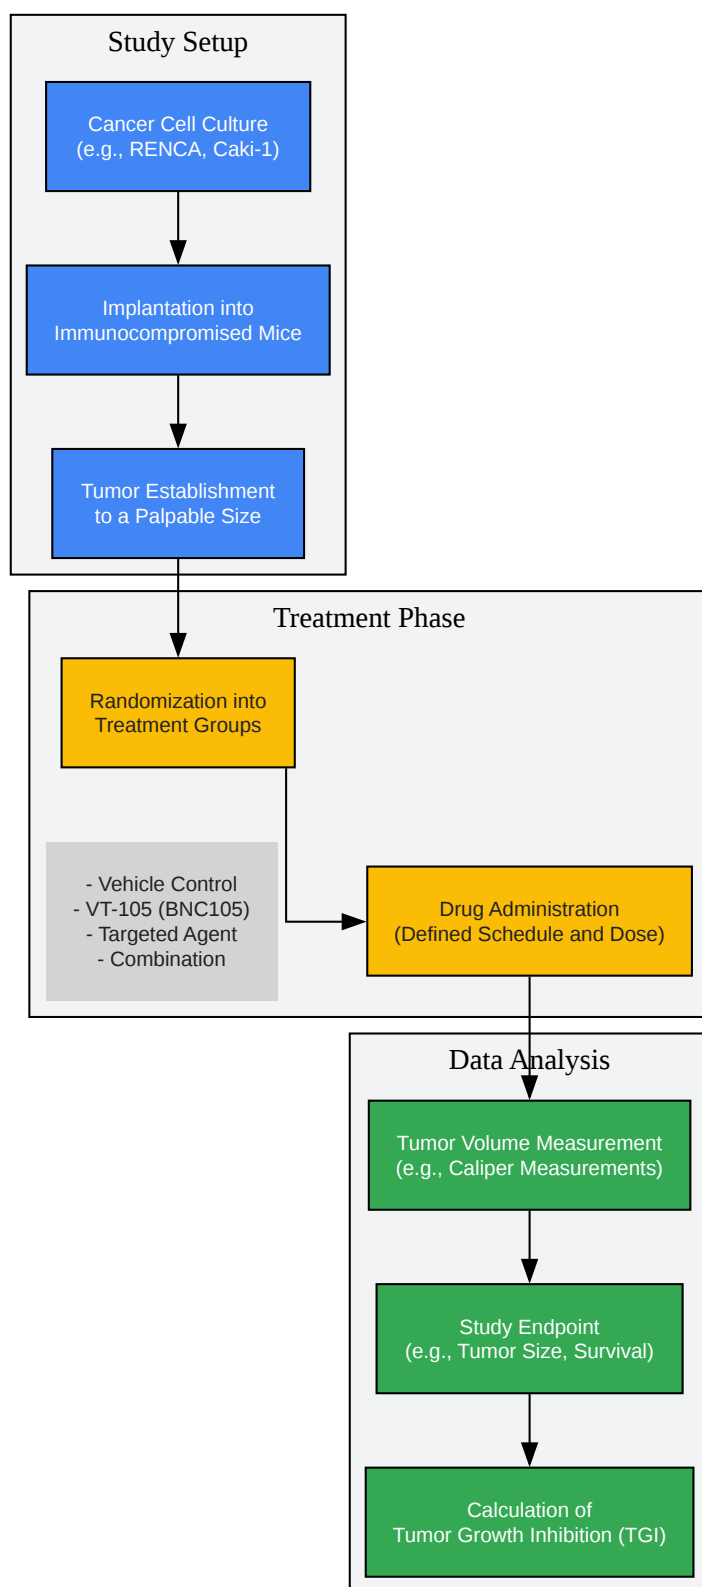 Study Setup
Cancer Cell Culture
(e.g., RENCA, Caki-1)
Implantation into
Immunocompromised Mice
Tumor Establishment
to a Palpable Size
Treatment Phase
Randomization into
Treatment Groups
- Vehicle Control
- VT-105 (BNC105)
- Targeted Agent
- Combination
Drug Administration
(Defined Schedule and Dose)
Data Analysis
Tumor Volume Measurement
(e.g., Caliper Measurements)
Study Endpoint
(e.g., Tumor Size, Survival)
Calculation of
Tumor Growth Inhibition (TGI)